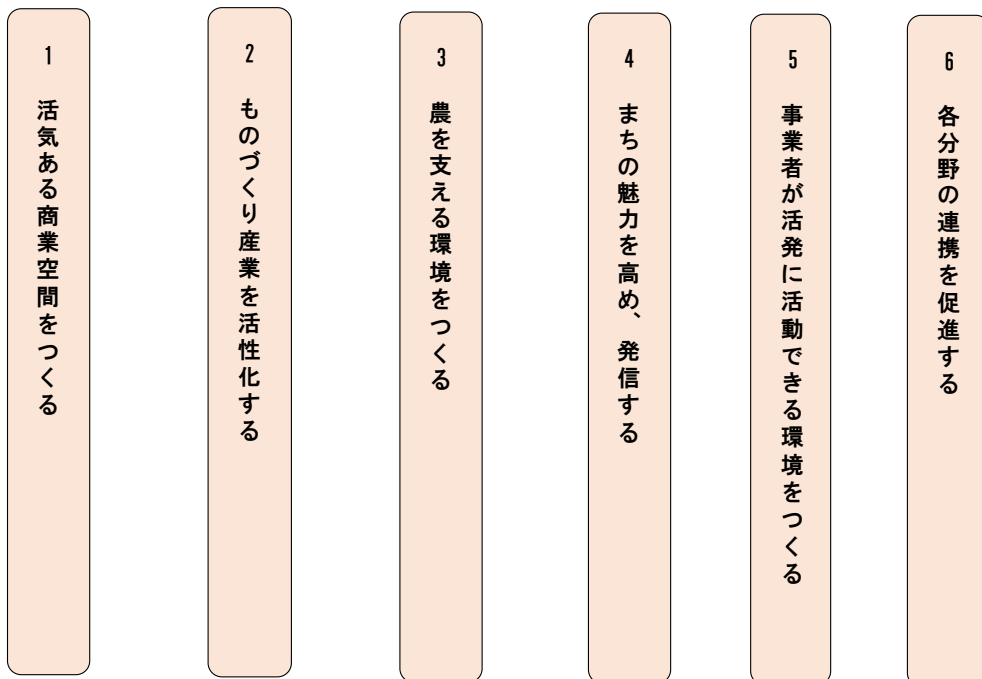 1 活気ある商業空間をつくる
2 ものづくり産業を活性化する
3 農を支える環境をつくる
4 まちの魅力を高め、発信する
5 事業者が活発に活動できる環境をつくる
6 各分野の連携を促進する